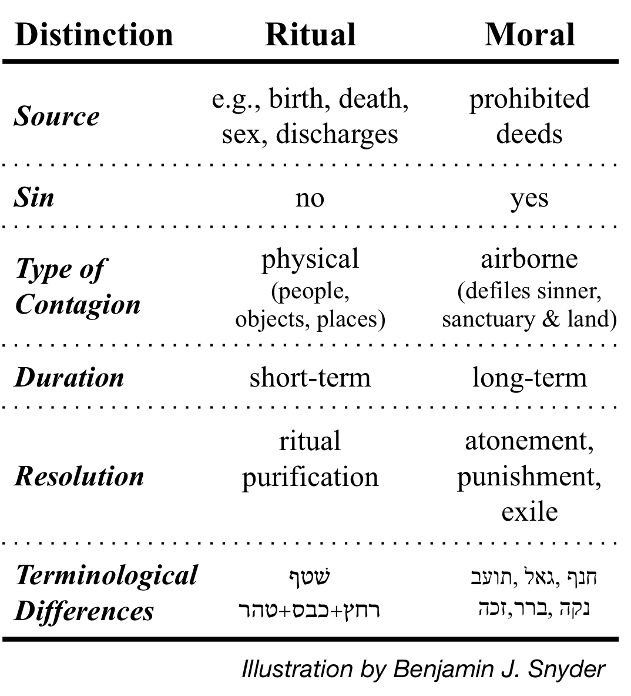 Distinction
Ritual
Moral
Source
e.g., birth, death,
sex, discharges
prohibited
deeds
Sin
no
yes
Type of
Contagion
physical
(people,
objects, places)
airborne
(defiles sinner,
sanctuary & land)
Duration
short-term
long-term
Resolution
ritual
purification
atonement,
punishment,
exile
Terminological
Differences
שׁטף
רחץ+כבס+טהר
חנף, גאל, תועב
נקה, ברר,זכה
Illustration by Benjamin J. Snyder